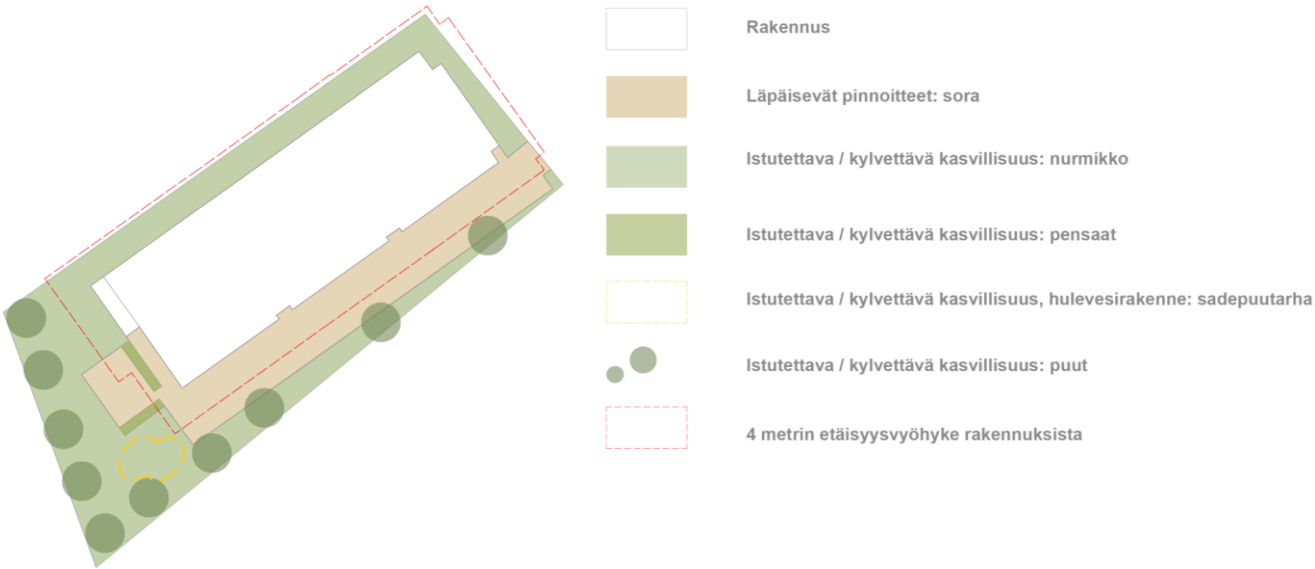 Rakennus
Läpäisevät pinnoitteet: sora
Istutettava / kylvettävä kasvillisuus: nurmikko
Istutettava / kylvettävä kasvillisuus: pensaat
Istutettava / kylvettävä kasvillisuus, hulevesirakenne: sadepuutarha
Istutettava / kylvettävä kasvillisuus: puut
4 metrin etäisyysvyöhyke rakennuksista